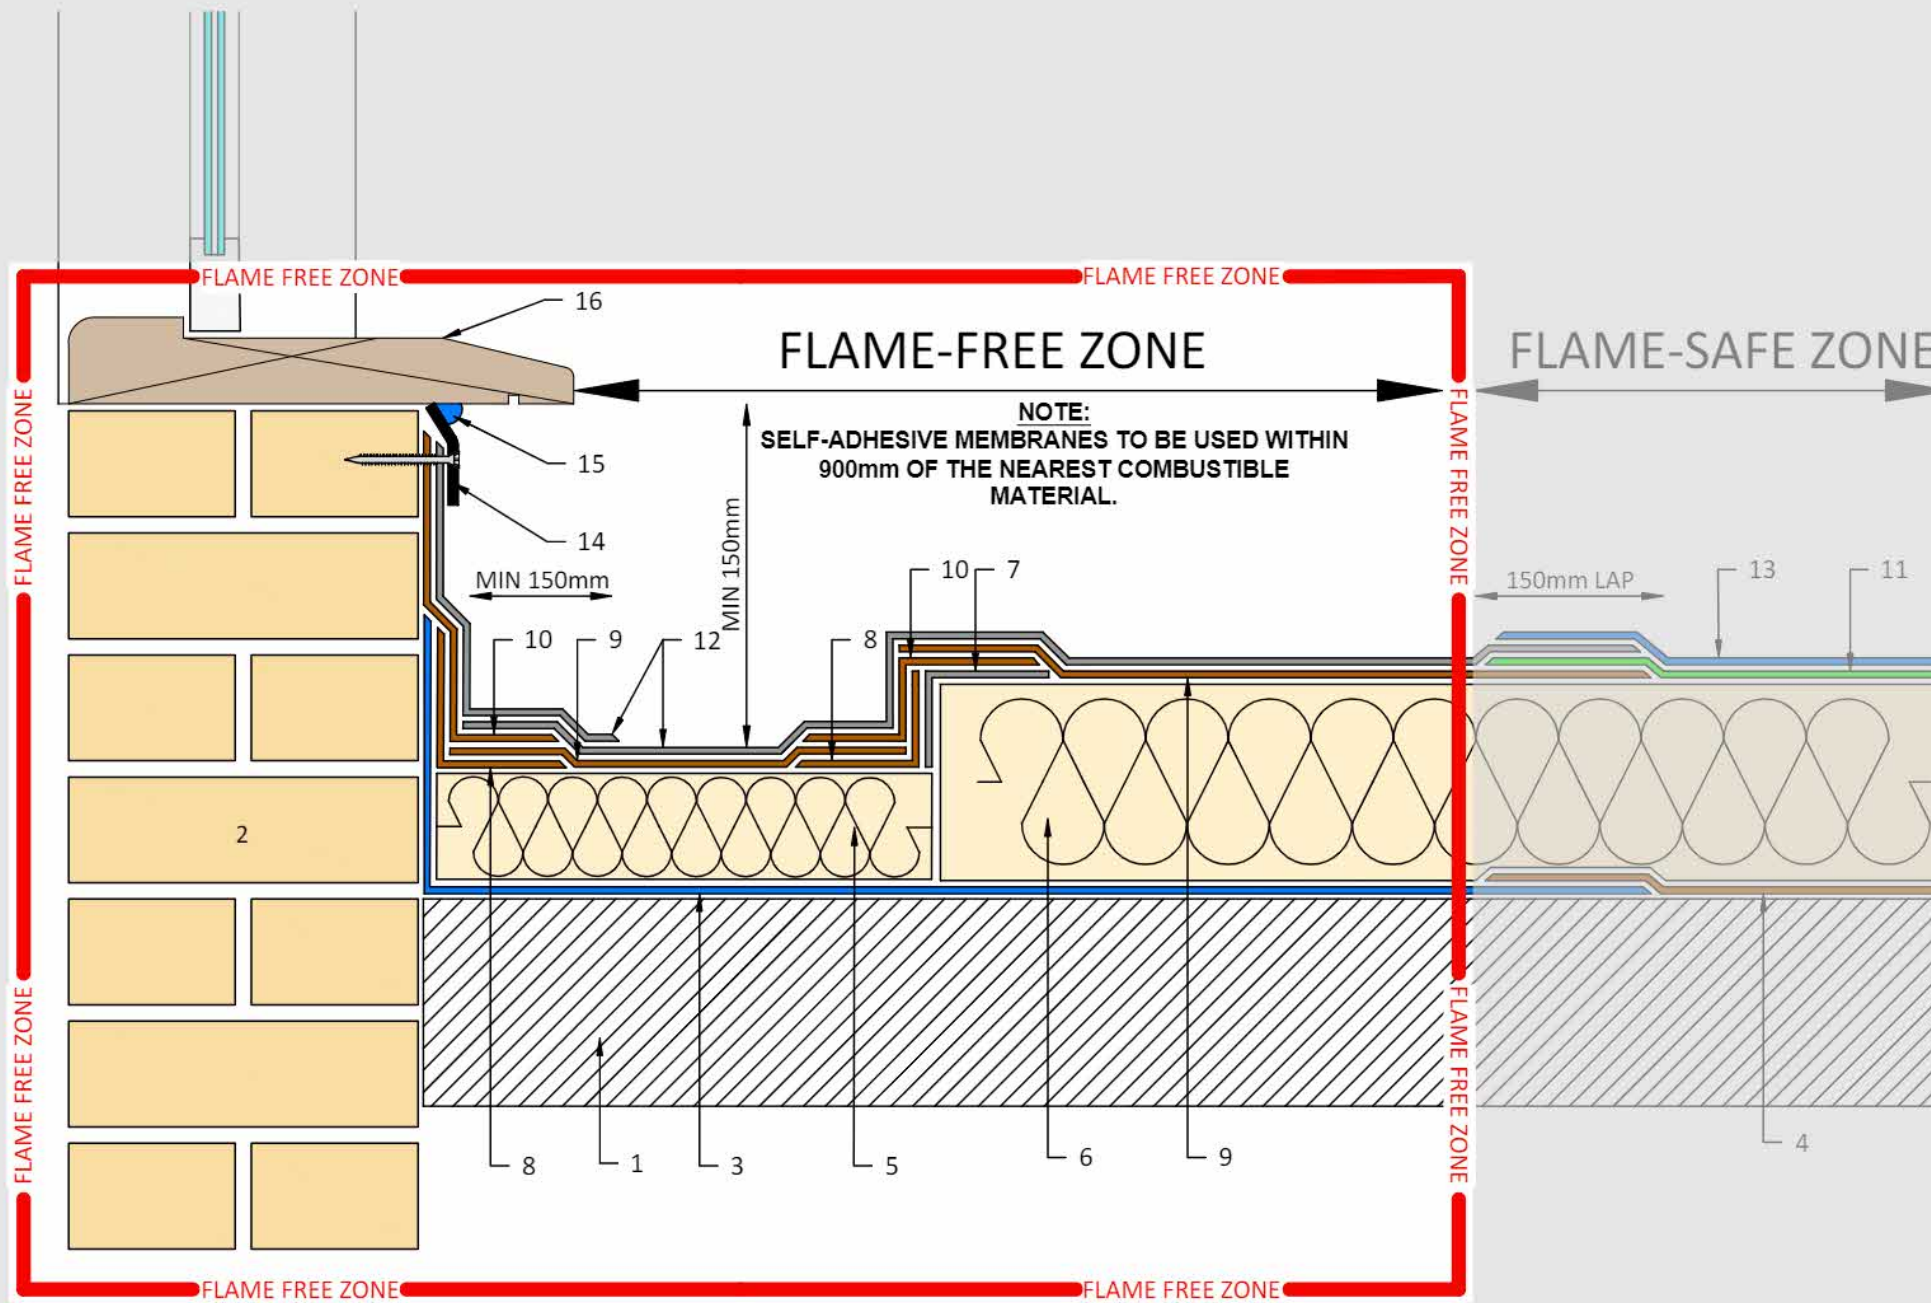 FLAME FREE ZONE
FLAME FREE ZONE
16
FLAME-FREE ZONE
FLAME-SAFE ZONE
FLAME FREE ZONE
FLAME FREE ZONE
NOTE:
SELF-ADHESIVE MEMBRANES TO BE USED WITHIN
900mm OF THE NEAREST COMBUSTIBLE
MATERIAL.
15
14
MIN 150mm
MIN 150mm
10
7
150mm LAP
13
11
10
9
12
8
2
FLAME FREE ZONE
FLAME FREE ZONE
8
1
3
5
6
9
4
FLAME FREE ZONE
FLAME FREE ZONE